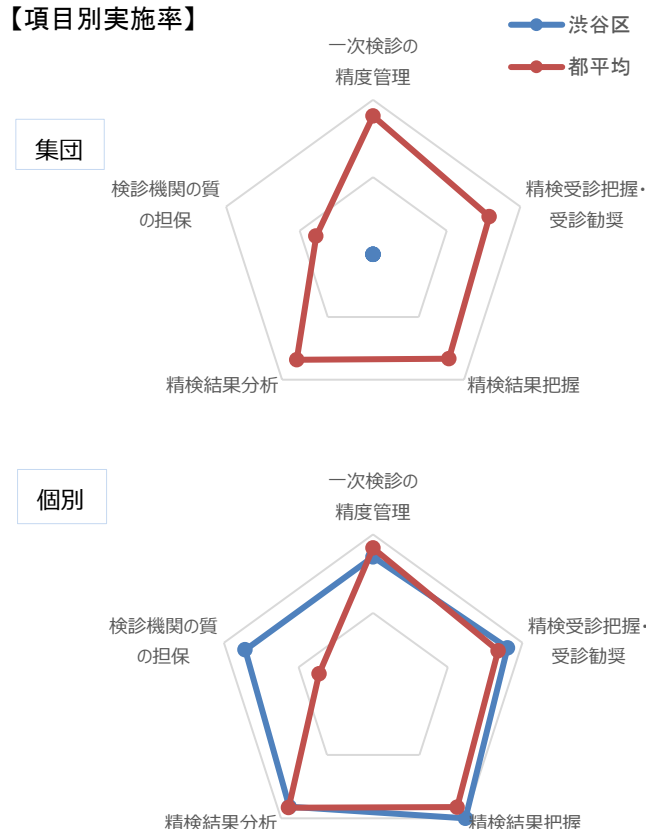 【項目別実施率】
渋谷区
都平均
集団
一次検診の
精度管理
精検受診把握・
受診勧奨
精検結果把握
精検結果分析
検診機関の質
の担保
個別
一次検診の
精度管理
精検受診把握・
受診勧奨
精検結果把握
精検結果分析
検診機関の質
の担保